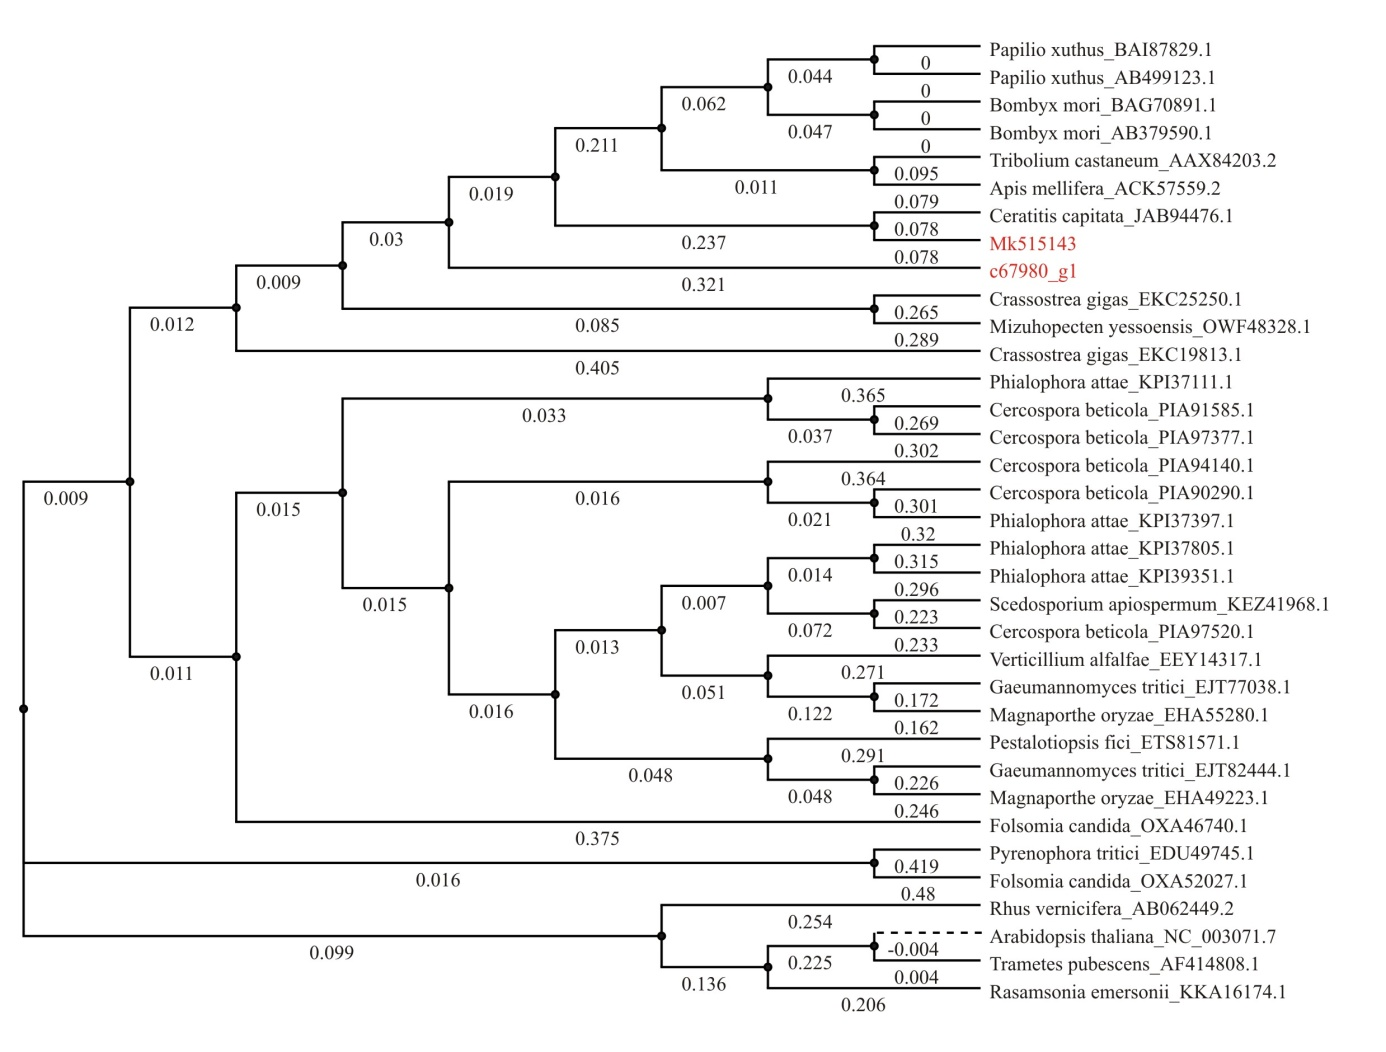 Papilio xuthus_BAI87829.1
0.044
0
Papilio xuthus_AB499123.1
0.062
0
Bombyx mori_BAG70891.1
0.047
0
Bombyx mori_AB379590.1
0.211
0
Tribolium castaneum_AAX84203.2
0.011
0.095
Apis mellifera_ACK57559.2
0.019
0.079
Ceratitis capitata_JAB94476.1
0.03
0.237
0.078
Mk515143
0.078
c67980_g1
0.009
0.321
Crassostrea gigas_EKC25250.1
0.012
0.085
0.265
Mizuhopecten yessoensis_OWF48328.1
0.289
Crassostrea gigas_EKC19813.1
0.405
Phialophora attae_KPI37111.1
0.033
0.365
Cercospora beticola_PIA91585.1
0.037
0.269
Cercospora beticola_PIA97377.1
0.302
Cercospora beticola_PIA94140.1
0.009
0.015
0.016
0.364
Cercospora beticola_PIA90290.1
0.021
0.301
Phialophora attae_KPI37397.1
0.32
Phialophora attae_KPI37805.1
0.014
0.315
Phialophora attae_KPI39351.1
0.015
0.007
0.296
Scedosporium apiospermum_KEZ41968.1
0.072
0.223
Cercospora beticola_PIA97520.1
0.013
0.233
Verticillium alfalfae_EEY14317.1
0.011
0.051
0.271
Gaeumannomyces tritici_EJT77038.1
0.016
0.122
0.172
Magnaporthe oryzae_EHA55280.1
0.162
Pestalotiopsis fici_ETS81571.1
0.048
0.291
Gaeumannomyces tritici_EJT82444.1
0.048
0.226
Magnaporthe oryzae_EHA49223.1
0.246
Folsomia candida_OXA46740.1
0.375
Pyrenophora tritici_EDU49745.1
0.016
0.419
Folsomia candida_OXA52027.1
0.48
Rhus vernicifera_AB062449.2
0.254
Arabidopsis thaliana_NC_003071.7
0.099
0.225
-0.004
Trametes pubescens_AF414808.1
0.136
0.004
Rasamsonia emersonii_KKA16174.1
0.206